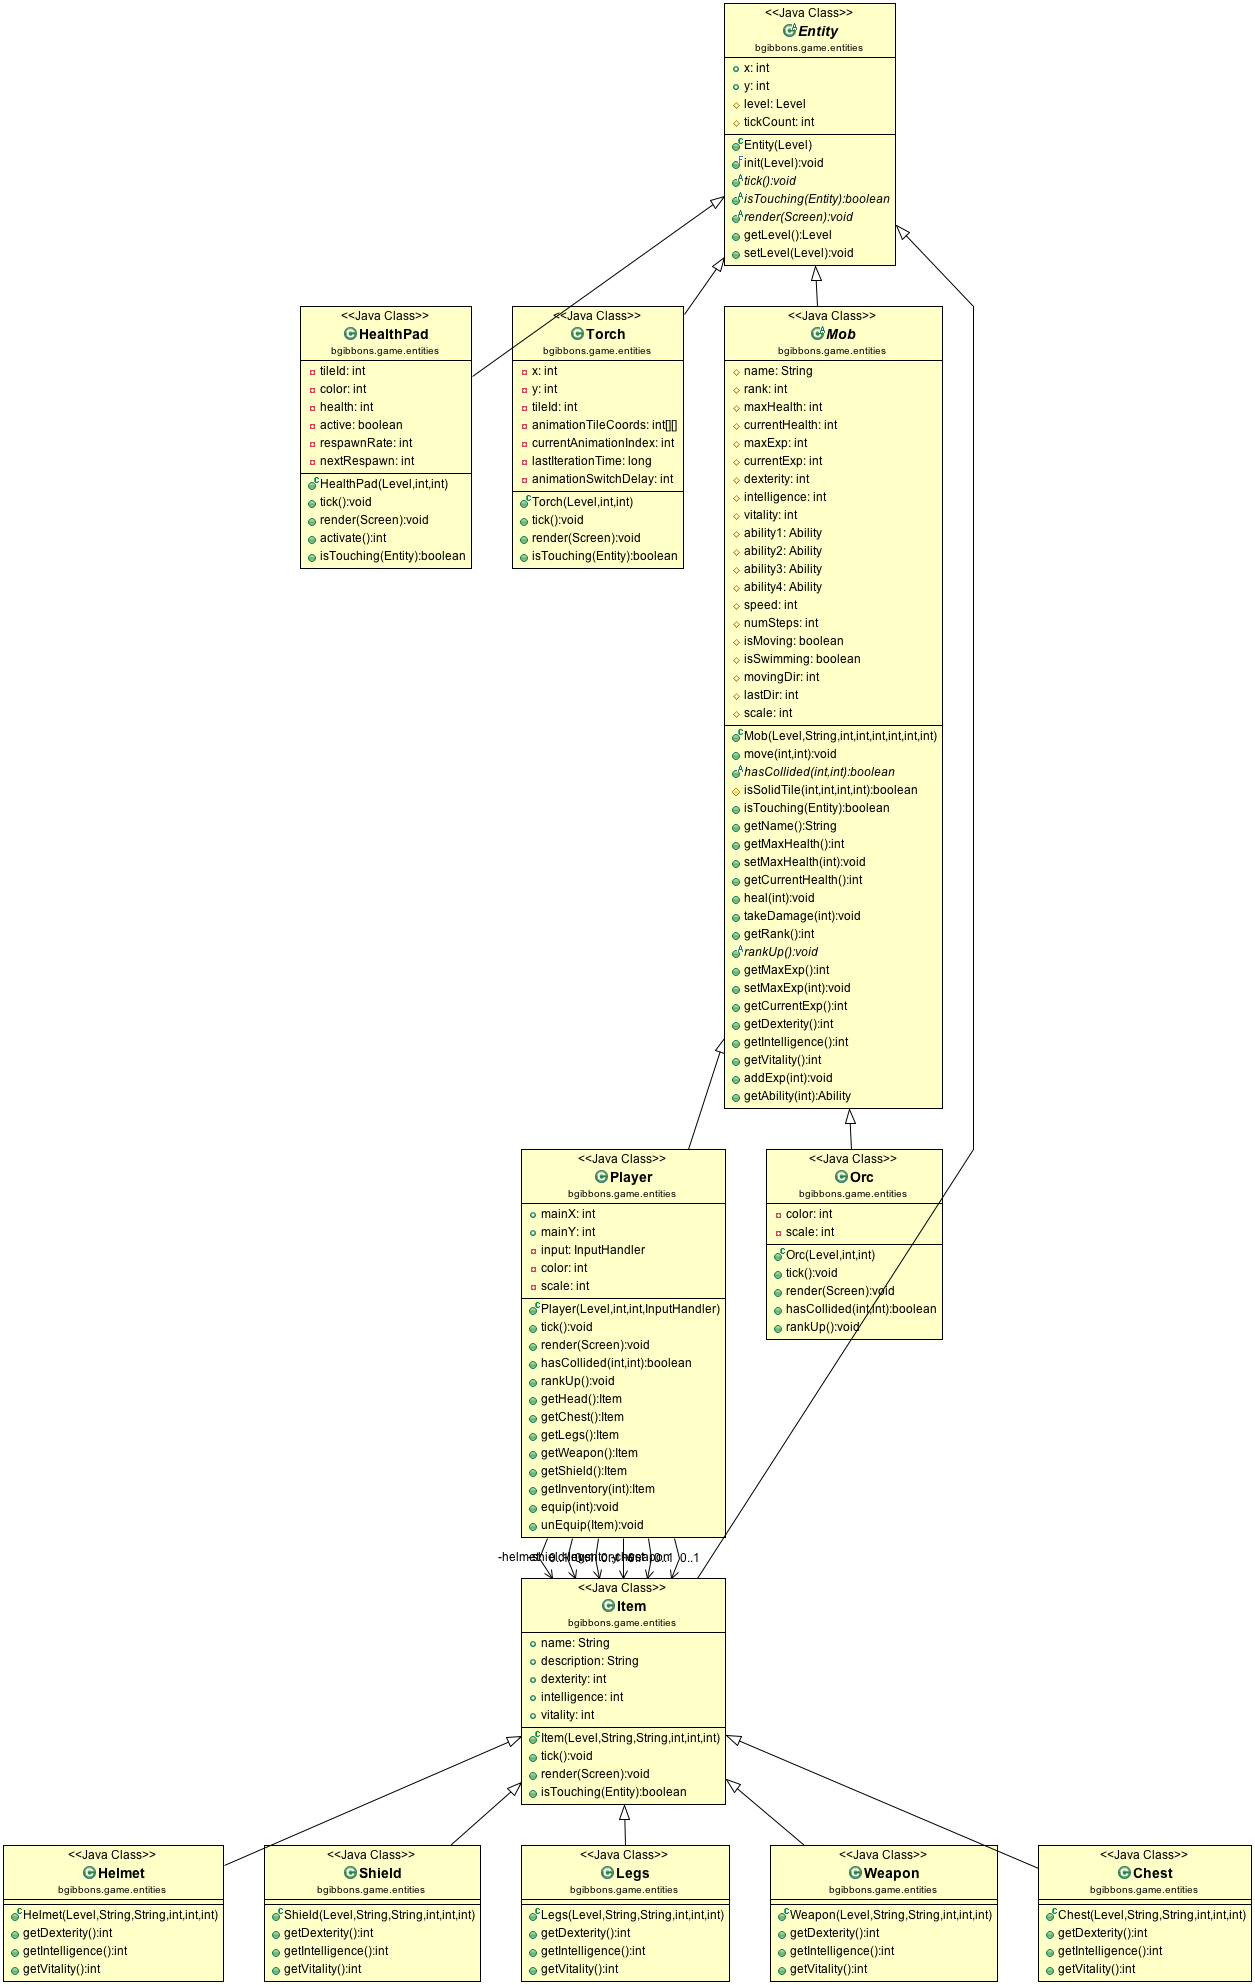 <<Java Class>>
Entity
bgibbons.game.entities
x: int
y: int
level: Level
tickCount: int
Entity(Level)
init(Level):void
tick():void
isTouching(Entity):boolean
render(Screen):void
getLevel():Level
setLevel(Level):void
<<Java Class>>
HealthPad
bgibbons.game.entities
tileId: int
color: int
health: int
active: boolean
respawnRate: int
nextRespawn: int
HealthPad(Level,int,int)
tick():void
render(Screen):void
activate():int
isTouching(Entity):boolean
<<Java Class>>
Torch
bgibbons.game.entities
x: int
y: int
tileId: int
animationTileCoords: int[][]
currentAnimationIndex: int
lastIterationTime: long
animationSwitchDelay: int
Torch(Level,int,int)
tick():void
render(Screen):void
isTouching(Entity):boolean
<<Java Class>>
Mob
bgibbons.game.entities
name: String
rank: int
maxHealth: int
currentHealth: int
maxExp: int
currentExp: int
dexterity: int
intelligence: int
vitality: int
ability1: Ability
ability2: Ability
ability3: Ability
ability4: Ability
speed: int
numSteps: int
isMoving: boolean
isSwimming: boolean
movingDir: int
lastDir: int
scale: int
Mob(Level,String,int,int,int,int,int,int)
move(int,int):void
hasCollided(int,int):boolean
isSolidTile(int,int,int,int):boolean
isTouching(Entity):boolean
getName():String
getMaxHealth():int
setMaxHealth(int):void
getCurrentHealth():int
heal(int):void
takeDamage(int):void
getRank():int
rankUp():void
getMaxExp():int
setMaxExp(int):void
getCurrentExp():int
getDexterity():int
getIntelligence():int
getVitality():int
addExp(int):void
getAbility(int):Ability
<<Java Class>>
Player
bgibbons.game.entities
mainX: int
mainY: int
input: InputHandler
color: int
scale: int
Player(Level,int,int,InputHandler)
tick():void
render(Screen):void
hasCollided(int,int):boolean
rankUp():void
getHead():Item
getChest():Item
getLegs():Item
getWeapon():Item
getShield():Item
getInventory(int):Item
equip(int):void
unEquip(Item):void
<<Java Class>>
Orc
bgibbons.game.entities
color: int
scale: int
Orc(Level,int,int)
tick():void
render(Screen):void
hasCollided(int,int):boolean
rankUp():void
-helmet 0..1
<<Java Class>>
Item
bgibbons.game.entities
name: String
description: String
dexterity: int
intelligence: int
vitality: int
Item(Level,String,String,int,int,int)
tick():void
render(Screen):void
isTouching(Entity):boolean
<<Java Class>>
Helmet
bgibbons.game.entities
Helmet(Level,String,String,int,int,int)
getDexterity():int
getIntelligence():int
getVitality():int
<<Java Class>>
Shield
bgibbons.game.entities
Shield(Level,String,String,int,int,int)
getDexterity():int
getIntelligence():int
getVitality():int
<<Java Class>>
Legs
bgibbons.game.entities
Legs(Level,String,String,int,int,int)
getDexterity():int
getIntelligence():int
getVitality():int
<<Java Class>>
Weapon
bgibbons.game.entities
Weapon(Level,String,String,int,int,int)
getDexterity():int
getIntelligence():int
getVitality():int
<<Java Class>>
Chest
bgibbons.game.entities
Chest(Level,String,String,int,int,int)
getDexterity():int
getIntelligence():int
getVitality():int